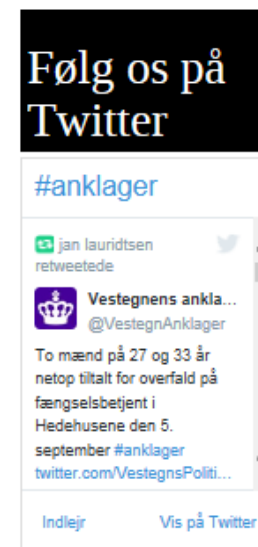 Følg os på
Twitter
#anklager
jan lauridtsen
retweetede
Vestegnens ankla...
@VestegnAnklager
To mænd på 27 og 33 år
netop tiltalt for overfald på
fængselsbetjent i
Hedehusene den 5.
september #anklager
twitter.com/VestegnsPoliti...
Indlejr Vis på Twitter